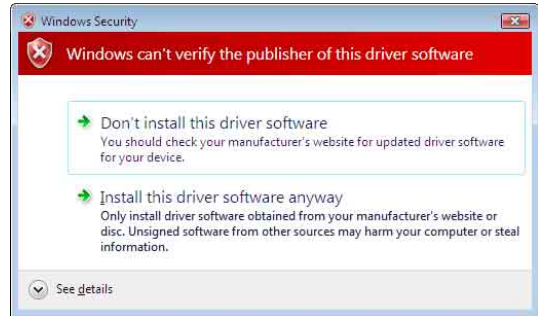 Windows Security
Windows can't verify the publisher of this driver software
Don't install this driver software
You should check your manufacturer's website for updated driver software
for your device.
Install this driver software anyway
Only install driver software obtained from your manufacturer's website or
disc. Unsigned software from other sources may harm your computer or steal
information.
See details